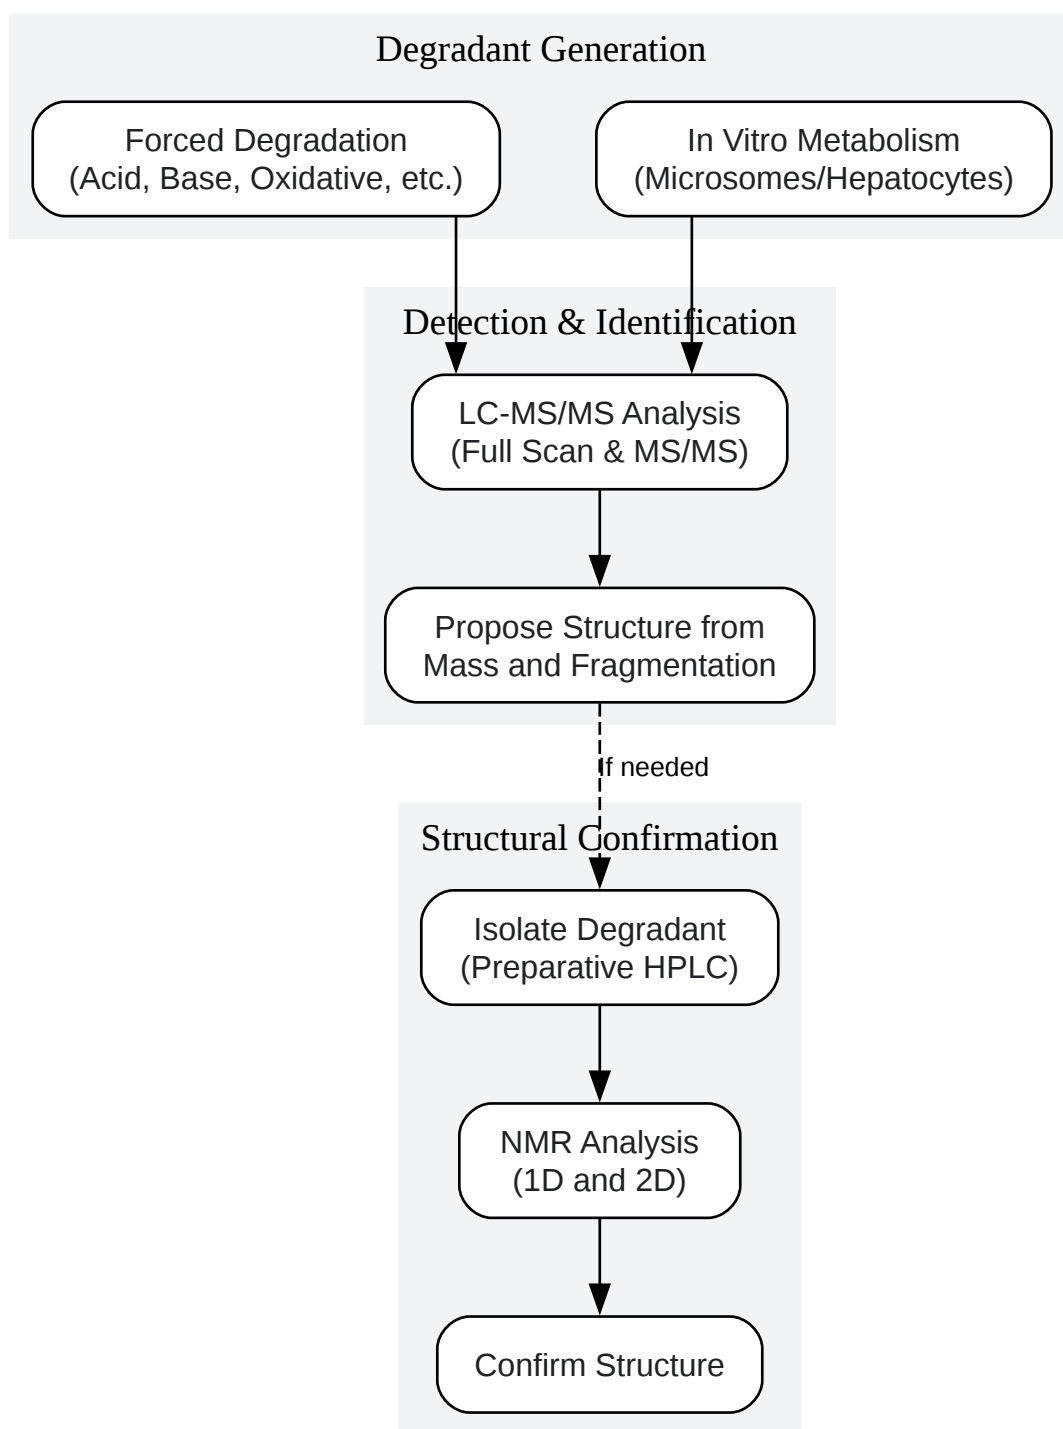 Degradant Generation
Forced Degradation
(Acid, Base, Oxidative, etc.)
In Vitro Metabolism
(Microsomes/Hepatocytes)
Detection & Identification
LC-MS/MS Analysis
(Full Scan & MS/MS)
Propose Structure from
Mass and Fragmentation
If needed
Structural Confirmation
Isolate Degradant
(Preparative HPLC)
NMR Analysis
(1D and 2D)
Confirm Structure